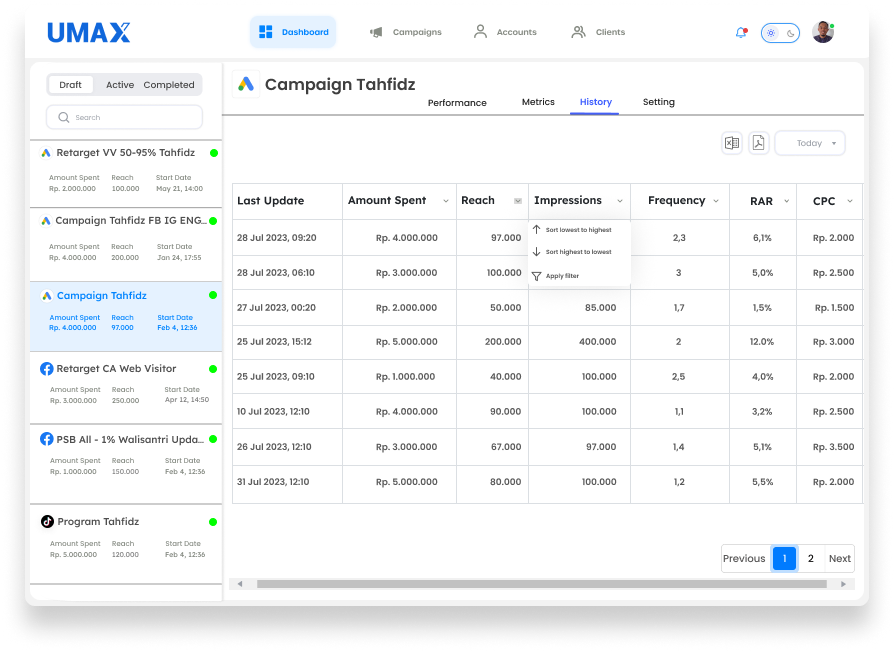 UMAX
Dashboard
Campaigns
Accounts
Clients
Draft
Active
Completed
Search
Retarget VV 50-95% Tahfidz
Amount Spent Reach Start Date
Rp. 2.000.000 100.000 May 21, 14:00
Campaign Tahfidz FB IG ENG...
Amount Spent Reach Start Date
Rp. 4.000.000 200.000 Jan 24, 17:55
Campaign Tahfidz
Amount Spent Reach Start Date
Rp. 4.000.000 97.000 Feb 4, 12:36
Retarget CA Web Visitor
Amount Spent Reach Start Date
Rp. 3.000.000 250.000 Apr 12, 14:50
PSB All - 1% Walisantri Upda...
Amount Spent Reach Start Date
Rp. 1.000.000 150.000 Feb 4, 12:36
Program Tahfidz
Amount Spent Reach Start Date
Rp. 5.000.000 120.000 Feb 4, 12:36
Campaign Tahfidz
Performance
Metrics
History
Setting
Today
Last Update Amount Spent Reach Impressions Frequency RAR CPC
28 Jul 2023, 09:20 Rp. 4.000.000 97.000 2,3 6,1% Rp. 2.000
28 Jul 2023, 06:10 Rp. 3.000.000 100.000 3 5,0% Rp. 2.500
27 Jul 2023, 00:20 Rp. 2.000.000 50.000 85.000 1,7 1,5% Rp. 1.500
25 Jul 2023, 15:12 Rp. 5.000.000 200.000 400.000 2 12.0% Rp. 3.000
25 Jul 2023, 09:10 Rp. 1.000.000 40.000 100.000 2,5 4,0% Rp. 2.000
10 Jul 2023, 12:10 Rp. 4.000.000 90.000 100.000 1,1 3,2% Rp. 2.500
26 Jul 2023, 12:10 Rp. 3.000.000 67.000 97.000 1,4 5,1% Rp. 3.500
31 Jul 2023, 12:10 Rp. 5.000.000 80.000 100.000 1,2 5,5% Rp. 2.000
Sort lowest to highest
Sort highest to lowest
Apply filter
Previous 1 2 Next